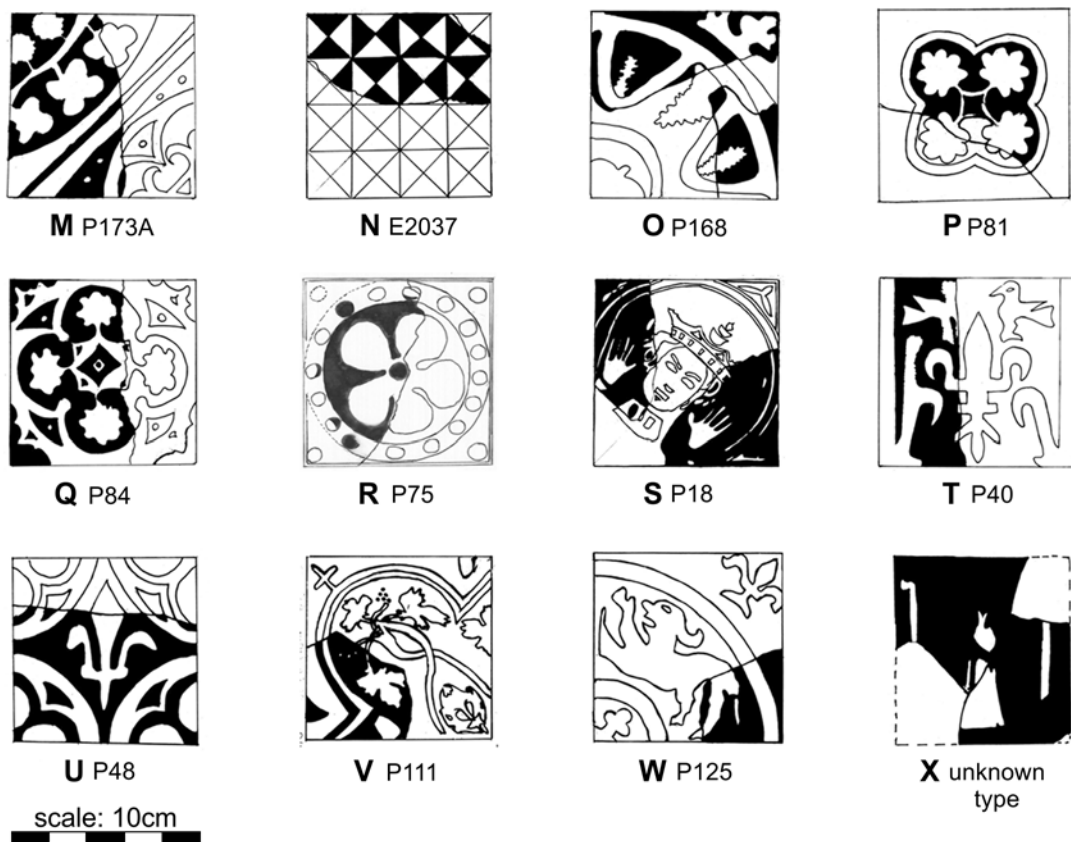 M P173A
N E2037
O P168
P P81
Q P84
R P75
S P18
T P40
U P48
V P111
W P125
X unknown
type
scale: 10cm